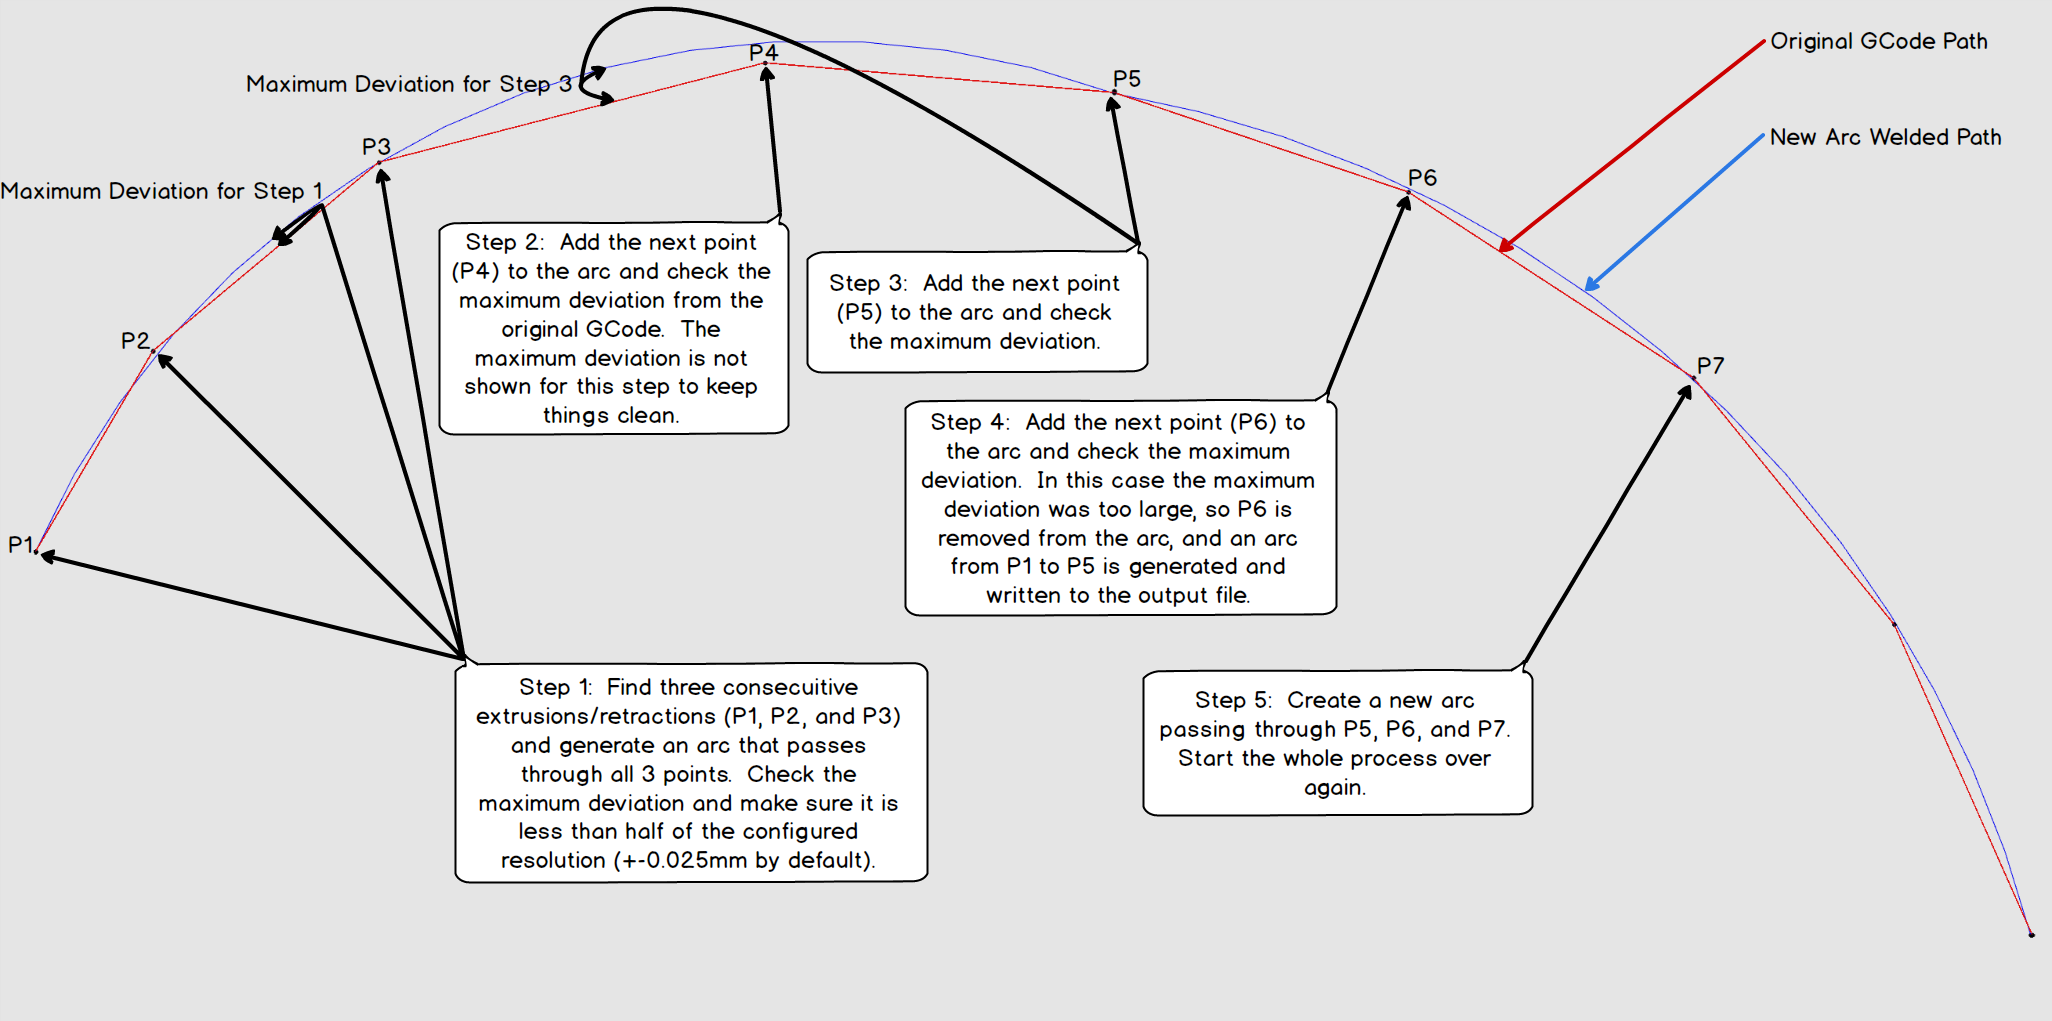 Original GCode Path
P4
Maximum Deviation for Step 3
P5
New Arc Welded Path
P3
P6
Maximum Deviation for Step 1
Step 2:  Add the next point
(P4) to the arc and check the
maximum deviation from the
original GCode.  The
maximum deviation is not
shown for this step to keep
things clean.
Step 3:  Add the next point
(P5) to the arc and check
the maximum deviation.
P2
P7
Step 4:  Add the next point (P6) to
the arc and check the maximum
deviation.  In this case the maximum
deviation was too large, so P6 is
removed from the arc, and an arc
from P1 to P5 is generated and
written to the output file.
P1
Step 1:  Find three consecuitive
extrusions/retractions (P1, P2, and P3)
and generate an arc that passes
through all 3 points.  Check the
maximum deviation and make sure it is
less than half of the configured
resolution (+-0.025mm by default).
Step 5:  Create a new arc
passing through P5, P6, and P7.
Start the whole process over
again.